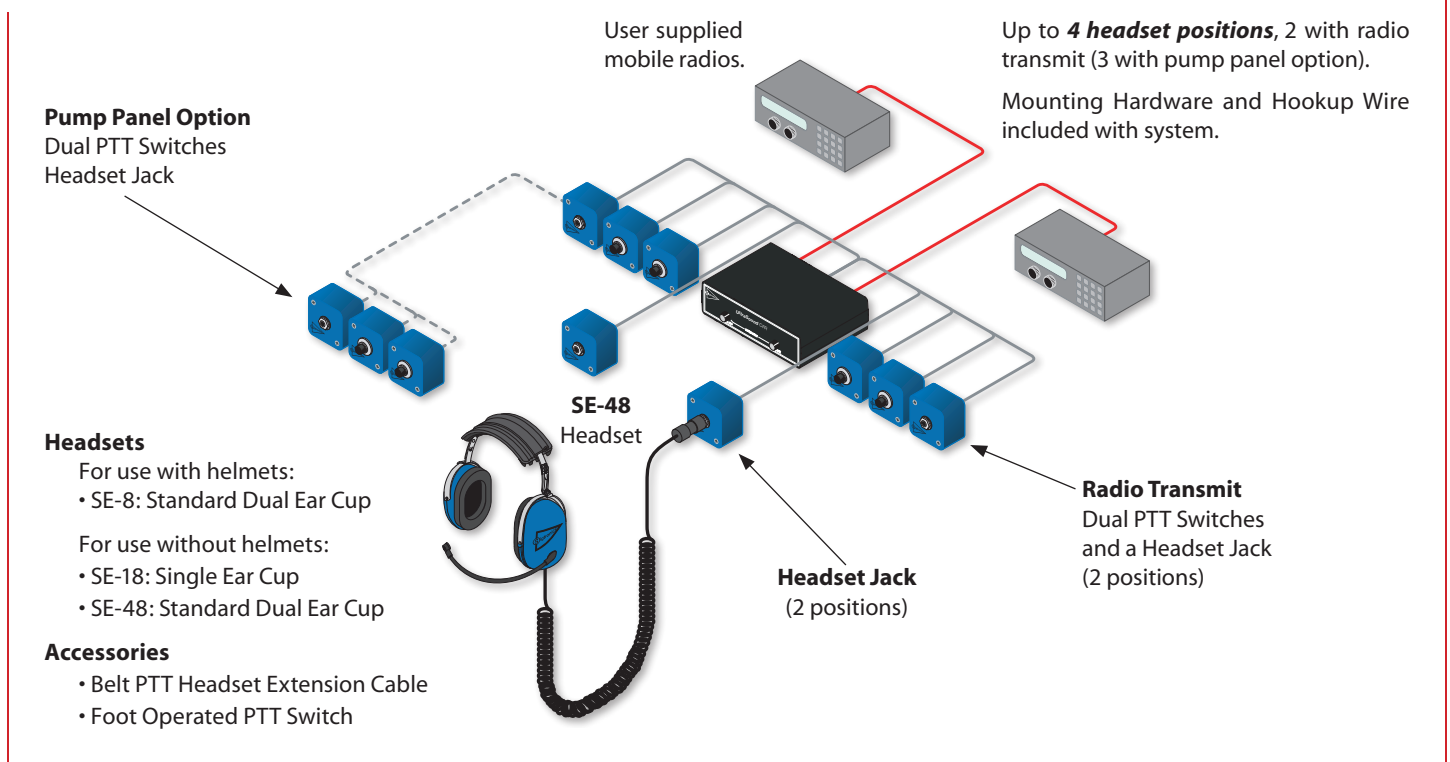 User supplied
mobile radios.
Up to 4 headset positions, 2 with radio
transmit (3 with pump panel option).
Mounting Hardware and Hookup Wire
included with system.
Pump Panel Option
Dual PTT Switches
Headset Jack
SE-48
Headset
Headsets
For use with helmets:
• SE-8: Standard Dual Ear Cup
For use without helmets:
• SE-18: Single Ear Cup
• SE-48: Standard Dual Ear Cup
Accessories
• Belt PTT Headset Extension Cable
• Foot Operated PTT Switch
Headset Jack
(2 positions)
Radio Transmit
Dual PTT Switches
and a Headset Jack
(2 positions)